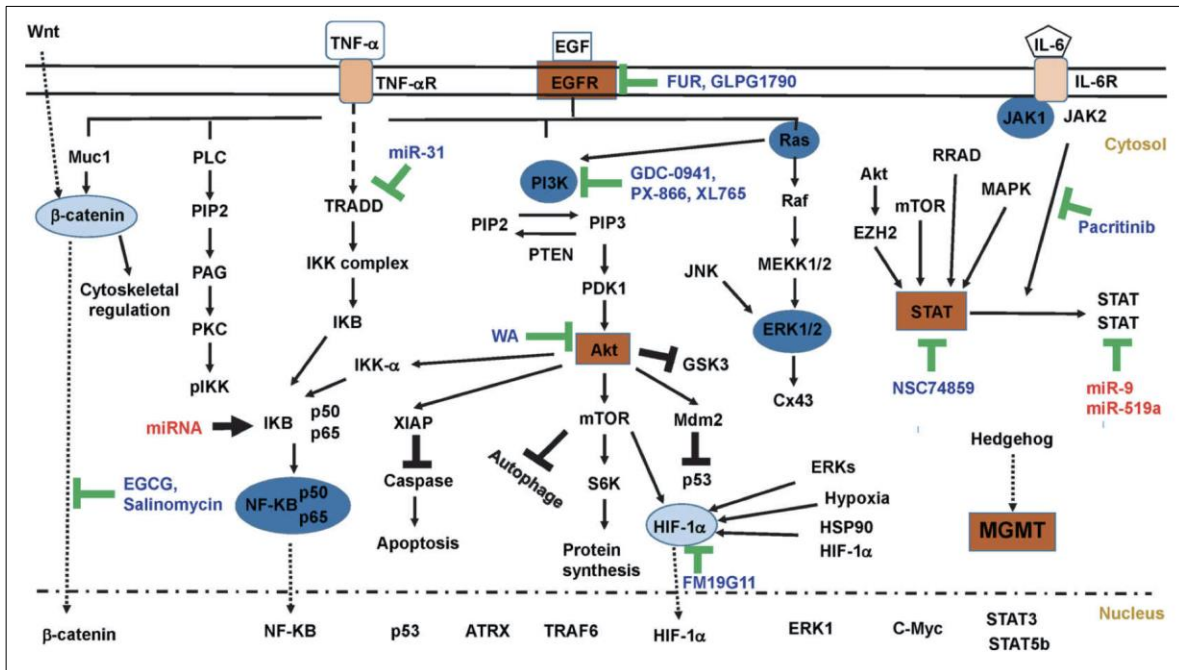 Wnt
TNF-α
EGF
IL-6
TNF-αR
EGFR
FUR, GLPG1790
IL-6R
JAK1
JAK2
Cytosol
Muc1
PLC
miR-31
Ras
RRAD
PI3K
GDC-0941,
PX-866, XL765
Akt
MAPK
β-catenin
PIP2
TRADD
Raf
mTOR
PIP2
PIP3
EZH2
Pacritinib
PTEN
Cytoskeletal
regulation
PAG
IKK complex
JNK
MEKK1/2
PDK1
PKC
IKB
WA
Akt
ERK1/2
STAT
STAT
STAT
pIKK
IKK-α
GSK3
Cx43
NSC74859
miR-9
miR-519a
miRNA
IKB
p50
p65
XIAP
mTOR
Mdm2
Hedgehog
EGCG,
Salinomycin
NF-KB
p50
p65
Caspase
Autophage
S6K
p53
ERKs
Hypoxia
HIF-1α
HSP90
HIF-1α
MGMT
Apoptosis
Protein
synthesis
FM19G11
Nucleus
β-catenin
NF-KB
p53
ATRX
TRAF6
HIF-1α
ERK1
C-Myc
STAT3
STAT5b